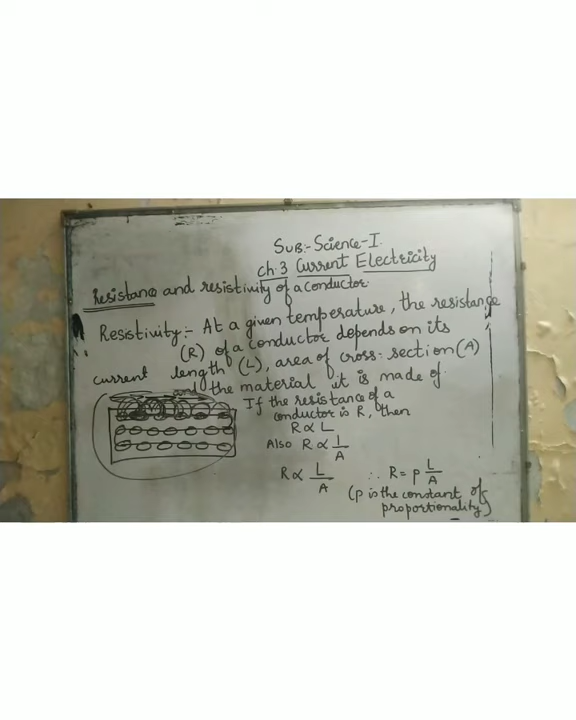 SUB:- Science-I.
ch:3 Current Electricity
Resistance and resistivity of a conductor:
Resistivity:- At a given temperature, the resistance
(R) of a conductor depends on its
length (L), area of cross-section (A)
and the material it is made of.
current
If the resistance of a
conductor is R, then
R ∝ L
Also R ∝ 1/A
R ∝ L/A ∴ R = ρ L/A
(ρ is the constant of
proportionality)